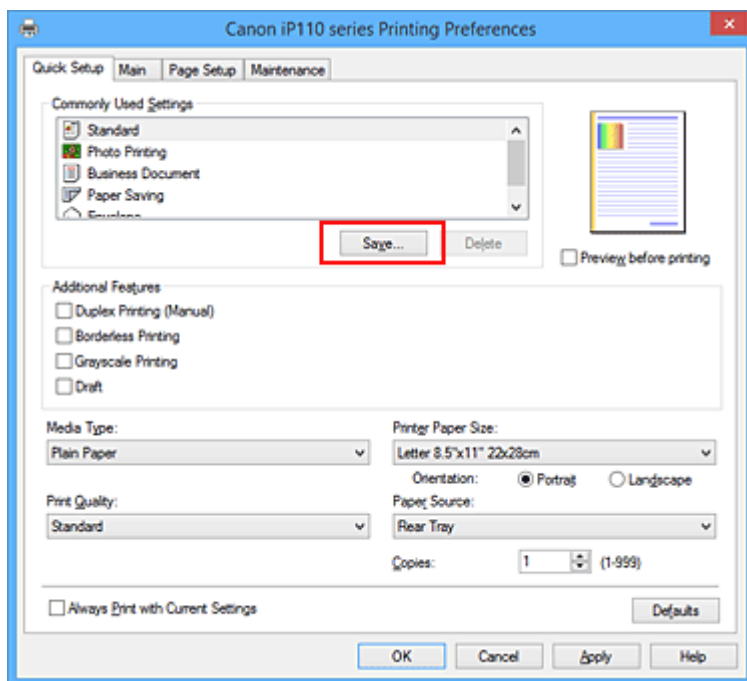 Canon iP110 series Printing Preferences
Quick Setup Main Page Setup Maintenance
Commonly Used Settings
Standard
Photo Printing
Business Document
Paper Saving
Envelope
Save... Delete
Preview before printing
Additional Features
Duplex Printing (Manual)
Borderless Printing
Grayscale Printing
Draft
Media Type:
Plain Paper
Printer Paper Size:
Letter 8.5"x11" 22x28cm
Orientation: Portrait Landscape
Print Quality:
Standard
Paper Source:
Rear Tray
Copies: 1 (1-999)
Always Print with Current Settings
Defaults
OK Cancel Apply Help